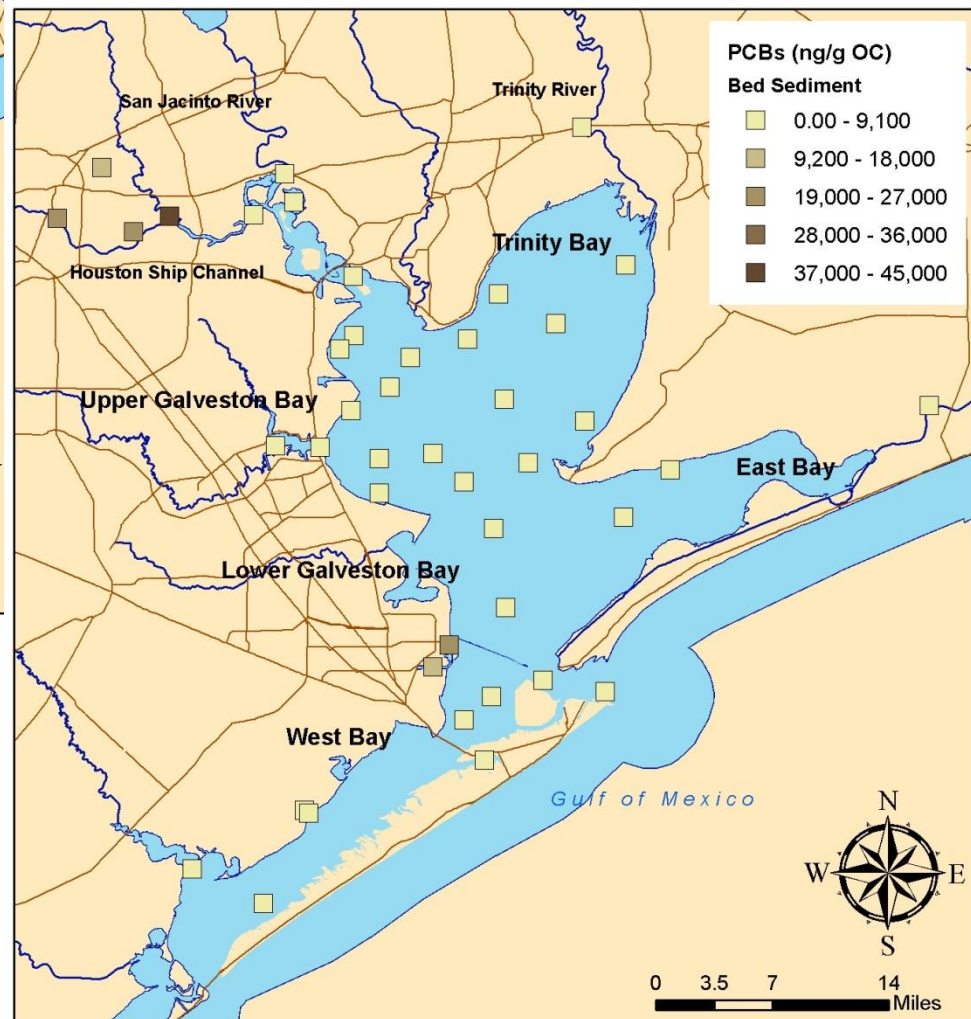 PCBs (ng/g OC)
Bed Sediment
0.00 - 9,100
9,200 - 18,000
19,000 - 27,000
28,000 - 36,000
37,000 - 45,000
Trinity River
San Jacinto River
Trinity Bay
Houston Ship Channel
Upper Galveston Bay
East Bay
Lower Galveston Bay
West Bay
Gulf of Mexico
N
W
E
S
0 3.5 7 14
Miles